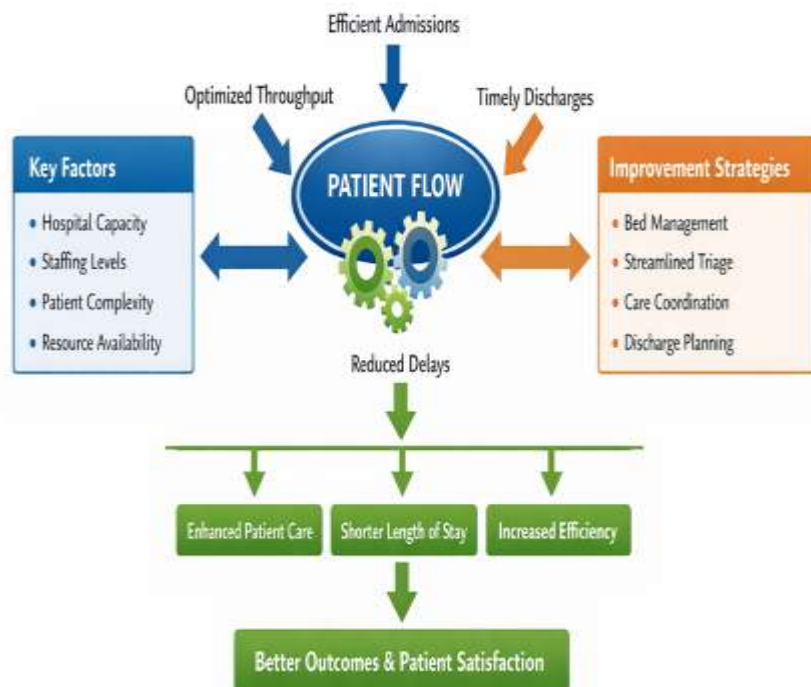 Efficient Admissions
Optimized Throughput
Timely Discharges
Key Factors
• Hospital Capacity
• Staffing Levels
• Patient Complexity
• Resource Availability
PATIENT FLOW
Improvement Strategies
• Bed Management
• Streamlined Triage
• Care Coordination
• Discharge Planning
Reduced Delays
Enhanced Patient Care
Shorter Length of Stay
Increased Efficiency
Better Outcomes & Patient Satisfaction